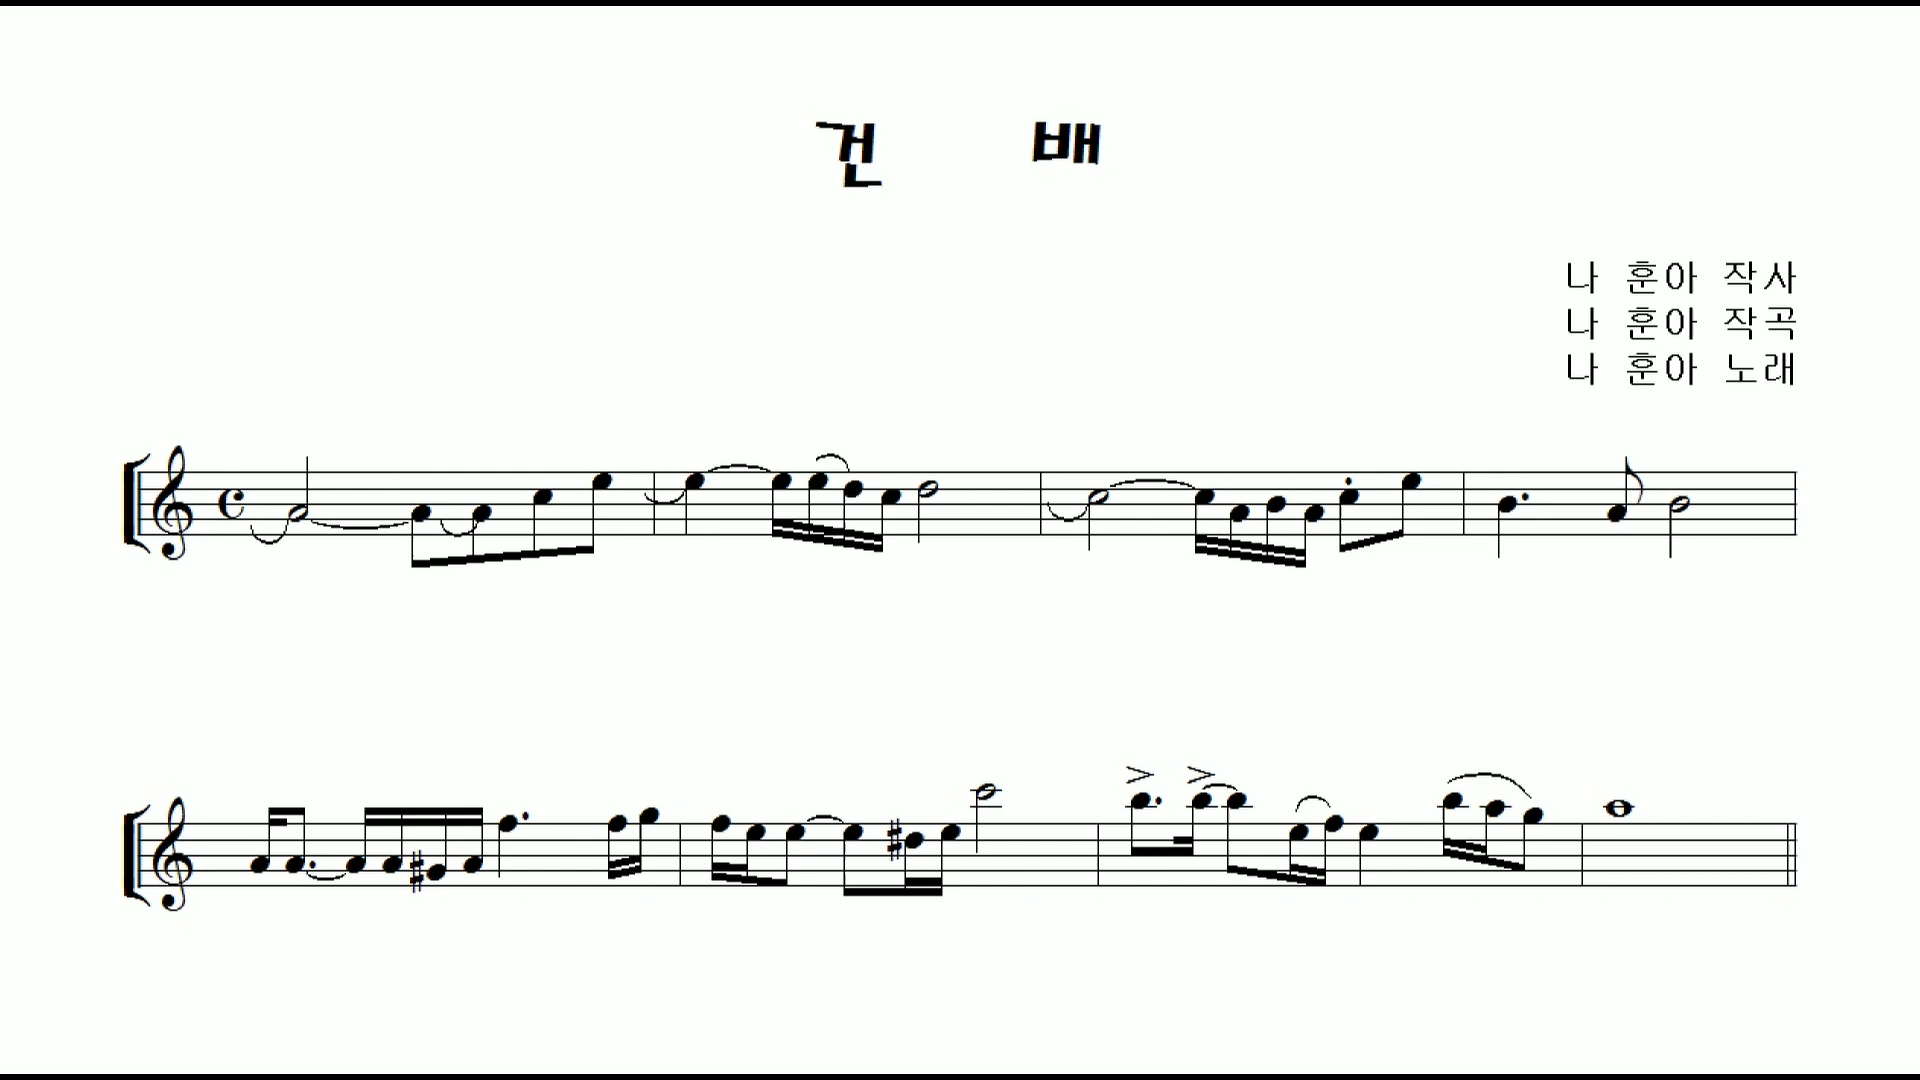 건 배
나 훈아 작사
나 훈아 작곡
나 훈아 노래